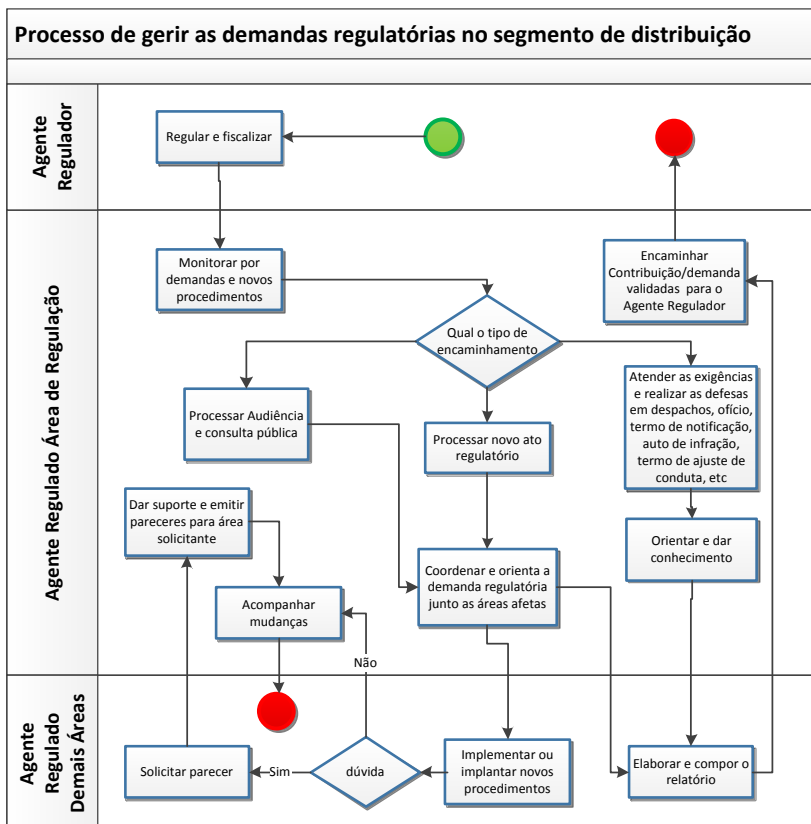 Processo de gerir as demandas regulatórias no segmento de distribuição
Agente
Regulador
Regular e fiscalizar
Agente Regulado Área de Regulação
Monitorar por
demandas e novos
procedimentos
Encaminhar
Contribuição/demanda
validadas para o
Agente Regulador
Qual o tipo de
encaminhamento
Processar Audiência
e consulta pública
Processar novo ato
regulatório
Atender as exigências
e realizar as defesas
em despachos, ofício,
termo de notificação,
auto de infração,
termo de ajuste de
conduta, etc
Dar suporte e emitir
pareceres para área
solicitante
Orientar e dar
conhecimento
Coordenar e orienta a
demanda regulatória
junto as áreas afetas
Acompanhar
mudanças
Não
Agente
Regulado
Demais Áreas
Solicitar parecer
Sim
dúvida
Implementar ou
implantar novos
procedimentos
Elaborar e compor o
relatório